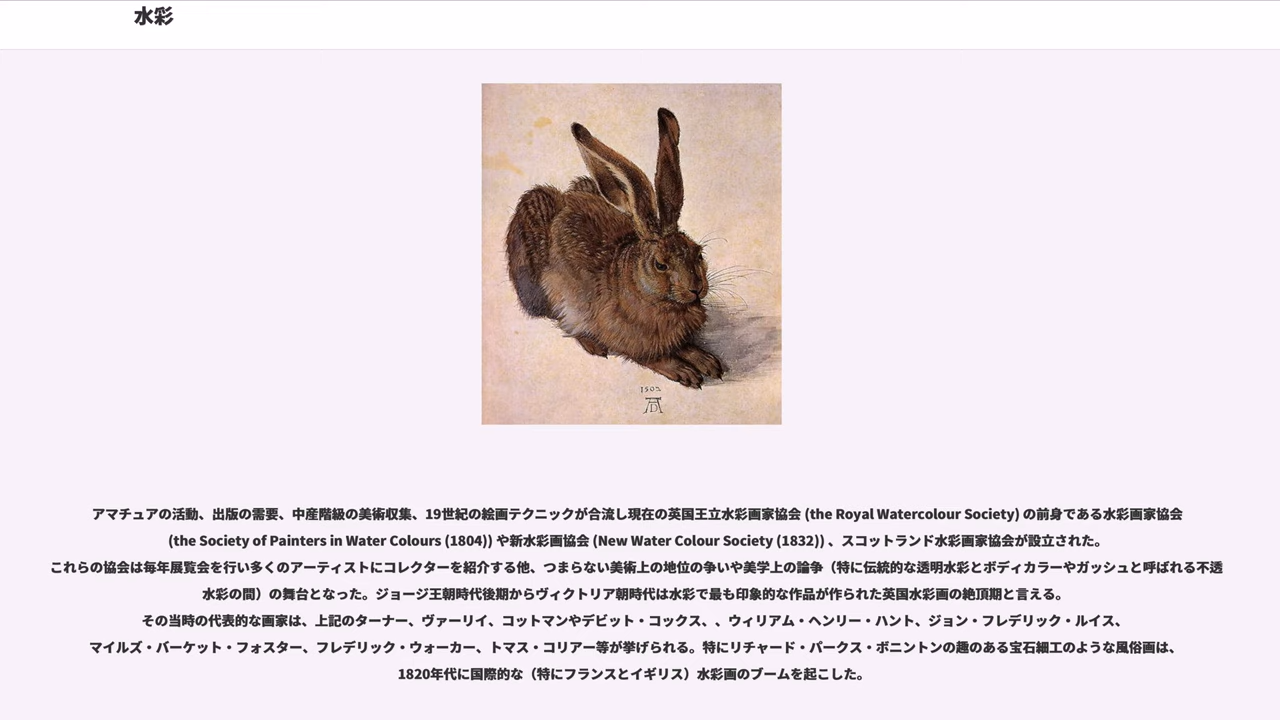 水彩
1502
AD
アマチュアの活動、出版の需要、中産階級の美術収集、19世紀の絵画テクニックが合流し現在の英国王立水彩画家協会 (the Royal Watercolour Society) の前身である水彩画家協会
(the Society of Painters in Water Colours (1804)) や新水彩画協会 (New Water Colour Society (1832)) 、スコットランド水彩画家協会が設立された。
これらの協会は毎年展覧会を行い多くのアーティストにコレクターを紹介する他、つまらない美術上の地位の争いや美学上の論争（特に伝統的な透明水彩とボディカラーやガッシュと呼ばれる不透
水彩の間）の舞台となった。ジョージ王朝時代後期からヴィクトリア朝時代は水彩で最も印象的な作品が作られた英国水彩画の絶頂期と言える。
その当時の代表的な画家は、上記のターナー、ヴァーリイ、コットマンやデビット・コックス、、ウィリアム・ヘンリー・ハント、ジョン・フレデリック・ルイス、
マイルズ・バーケット・フォスター、フレデリック・ウォーカー、トマス・コリアー等が挙げられる。特にリチャード・パークス・ボニントンの趣のある宝石細工のような風俗画は、
1820年代に国際的な（特にフランスとイギリス）水彩画のブームを起こした。